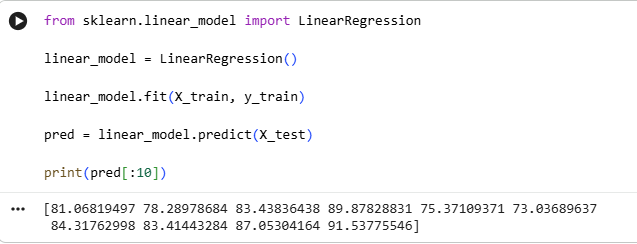 from sklearn.linear_model import LinearRegression
linear_model = LinearRegression()
linear_model.fit(X_train, y_train)
pred = linear_model.predict(X_test)
print(pred[:10])
[81.06819497 78.28978684 83.43836438 89.87828831 75.37109371 73.03689637
84.31762998 83.41443284 87.05304164 91.53775546]